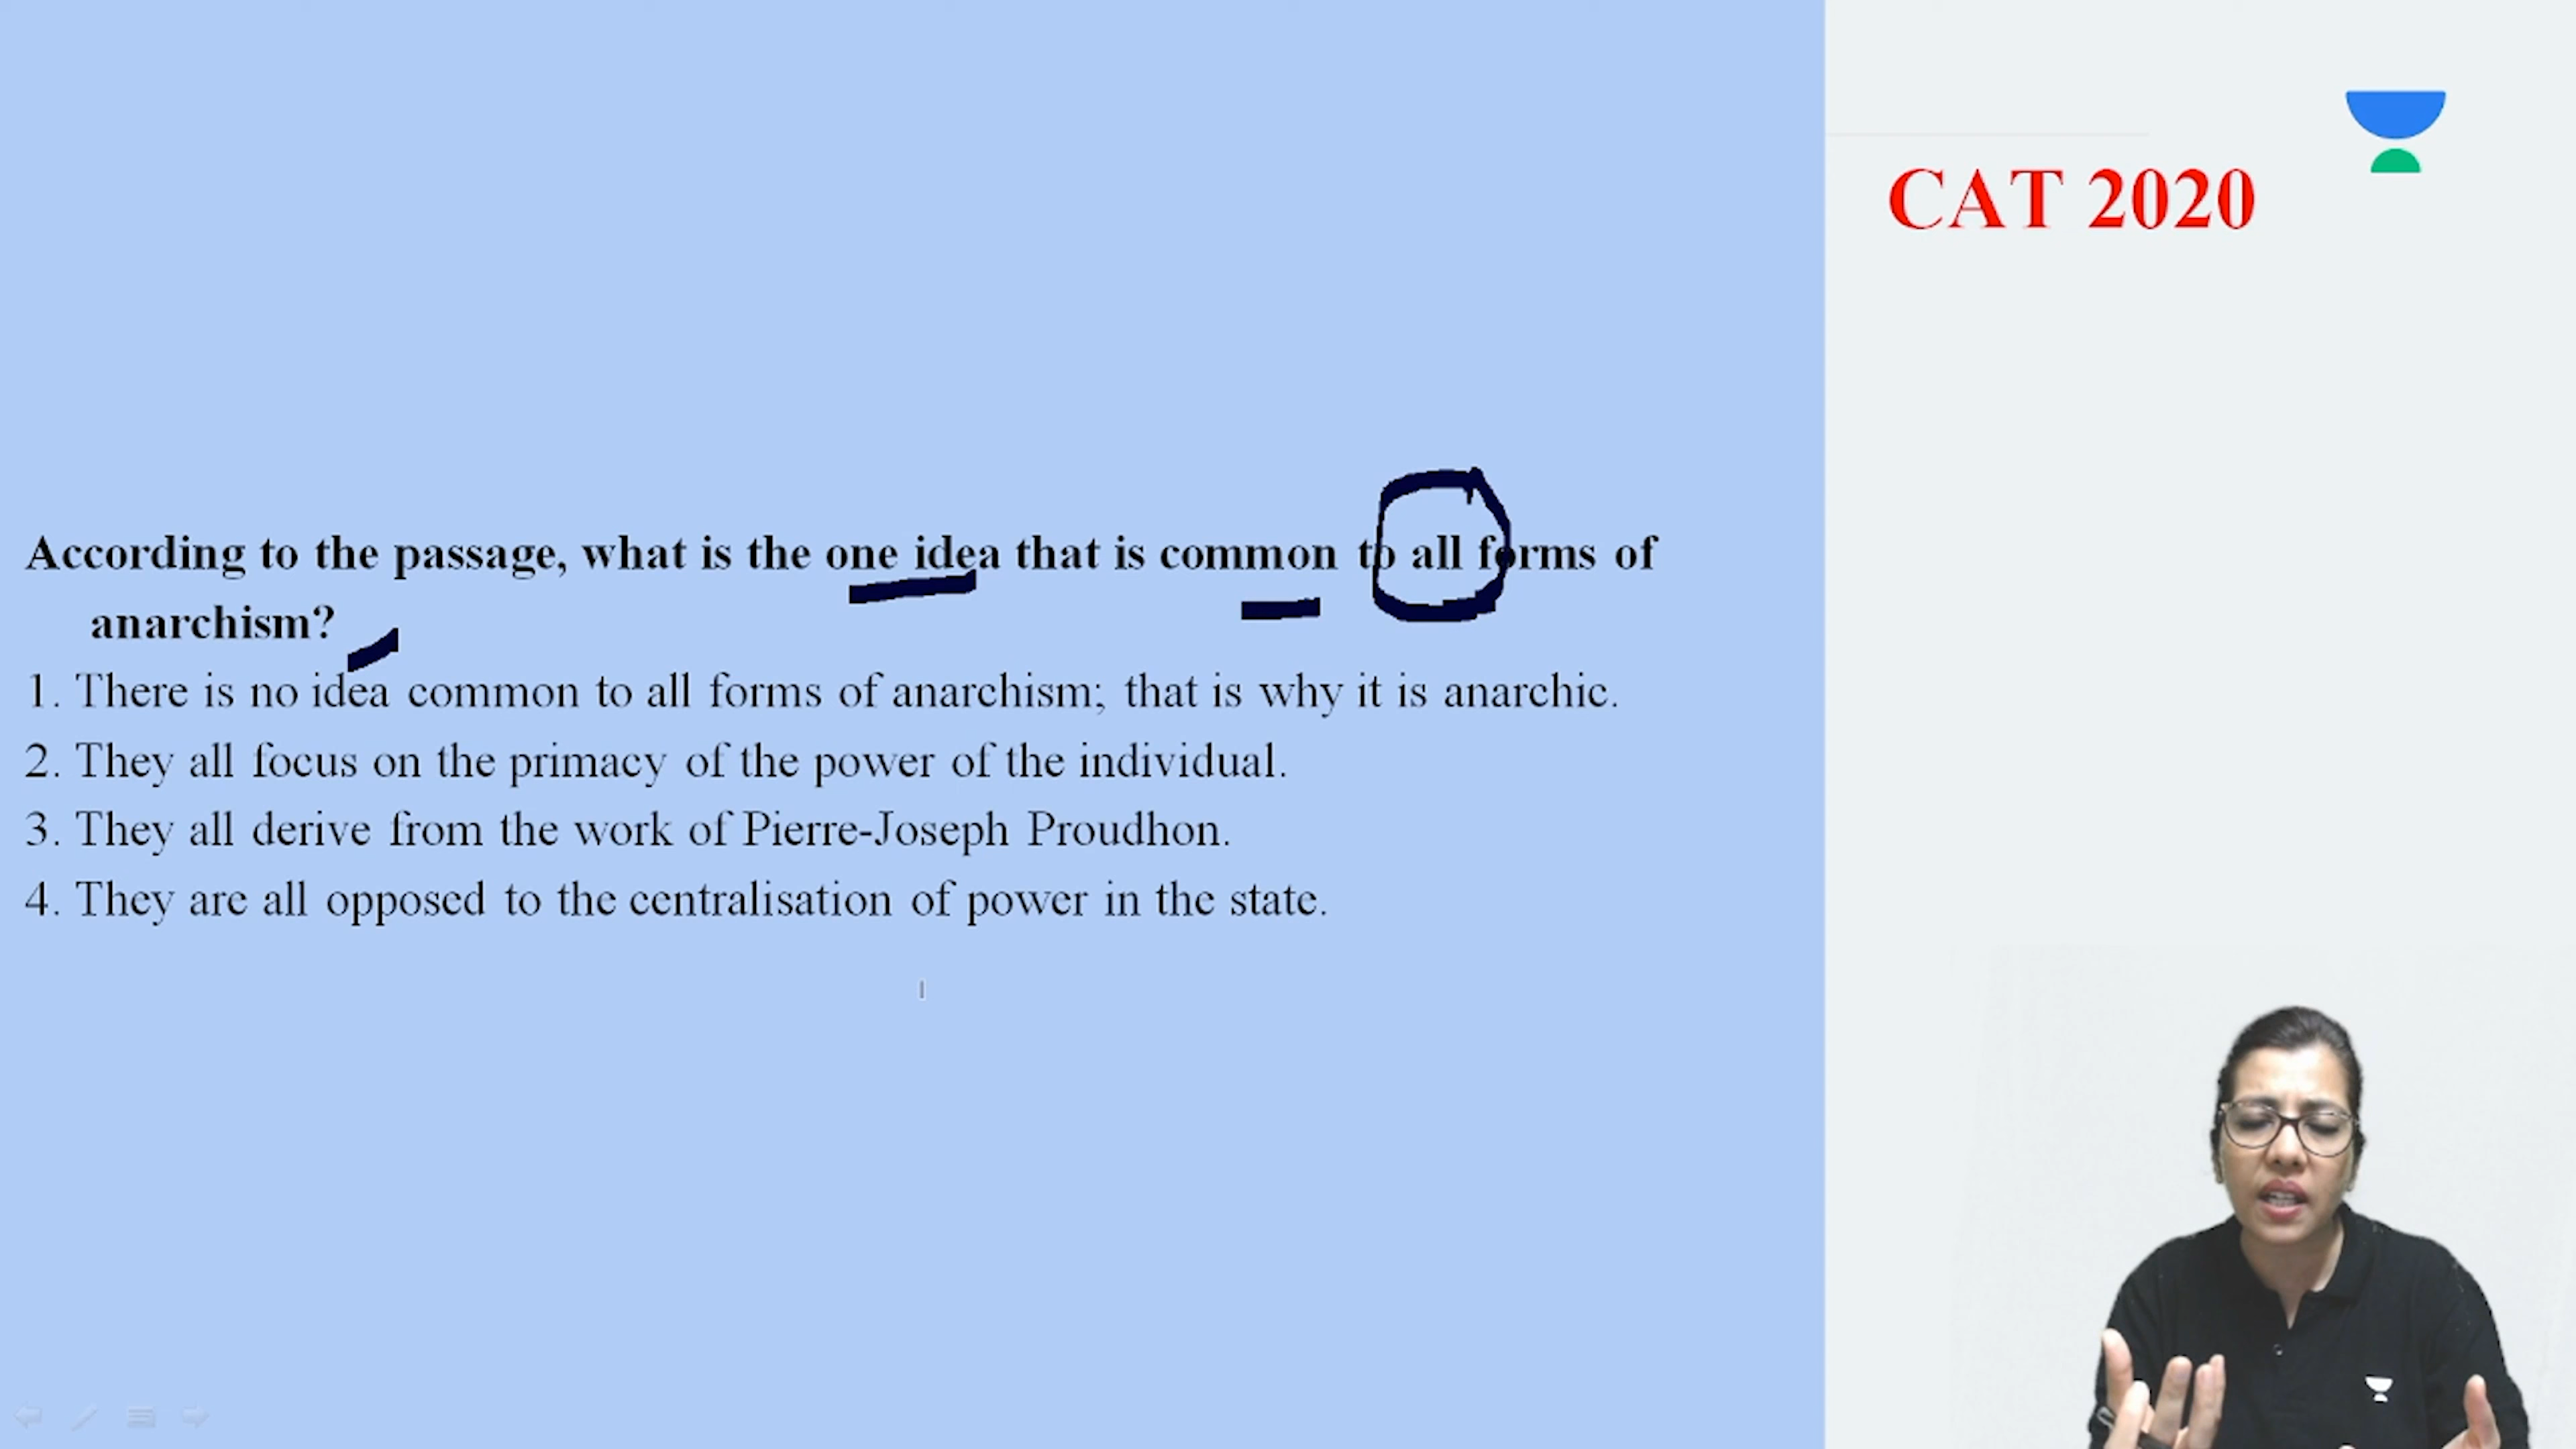 CAT 2020
According to the passage, what is the one idea that is common to all forms of
anarchism?
1. There is no idea common to all forms of anarchism; that is why it is anarchic.
2. They all focus on the primacy of the power of the individual.
3. They all derive from the work of Pierre-Joseph Proudhon.
4. They are all opposed to the centralisation of power in the state.